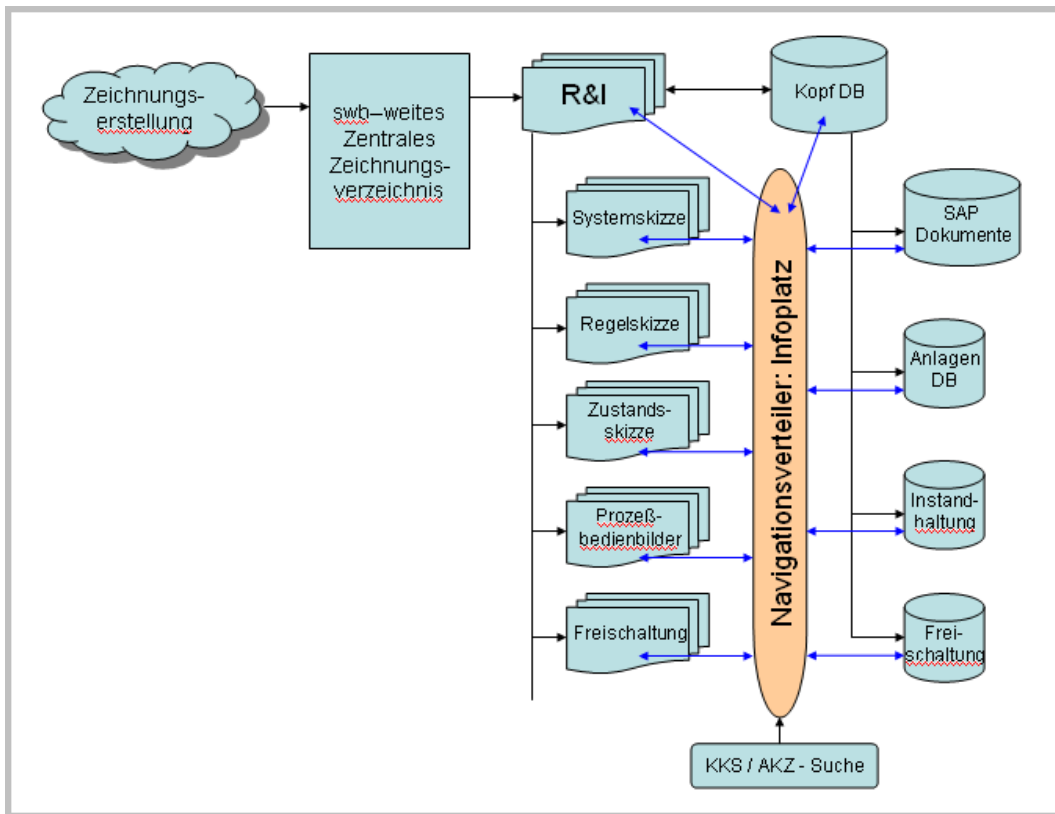 Zeichnungs-
erstellung
swb–weites
Zentrales
Zeichnungs-
verzeichnis
R&I
Kopf DB
Systemskizze
SAP
Dokumente
Regelskizze
Anlagen
DB
Zustands-
skizze
Prozeß-
bedienbilder
Instand-
haltung
Freischaltung
Frei-
schaltung
Navigationsverteiler: Infoplatz
KKS / AKZ - Suche